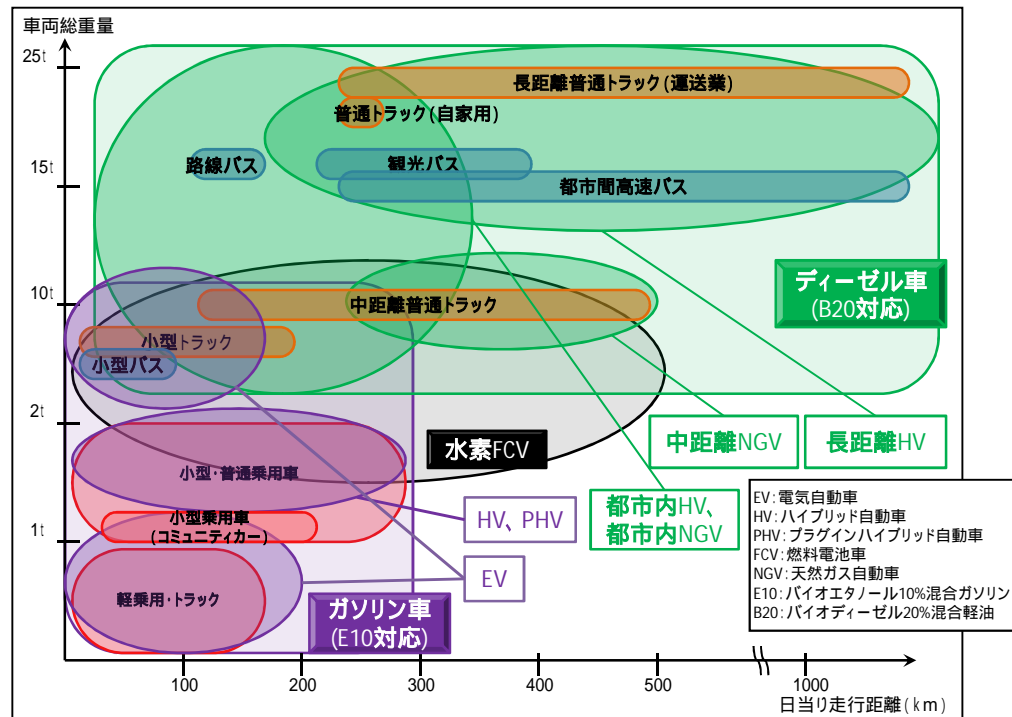 車両総重量
25t
長距離普通トラック(運送業)
普通トラック(自家用)
路線バス
観光バス
15t
都市間高速バス
ディーゼル車
(B20対応)
10t
中距離普通トラック
小型トラック
小型バス
2t
水素FCV
中距離NGV
長距離HV
小型・普通乗用車
EV:電気自動車
HV:ハイブリッド自動車
PHV:プラグインハイブリッド自動車
FCV:燃料電池車
NGV:天然ガス自動車
E10:バイオエタノール10%混合ガソリン
B20:バイオディーゼル20%混合軽油
HV、PHV
都市内HV、
都市内NGV
小型乗用車
(コミュニティカー)
1t
EV
軽乗用・トラック
ガソリン車
(E10対応)
100
200
300
400
500
1000
日当り走行距離(km)